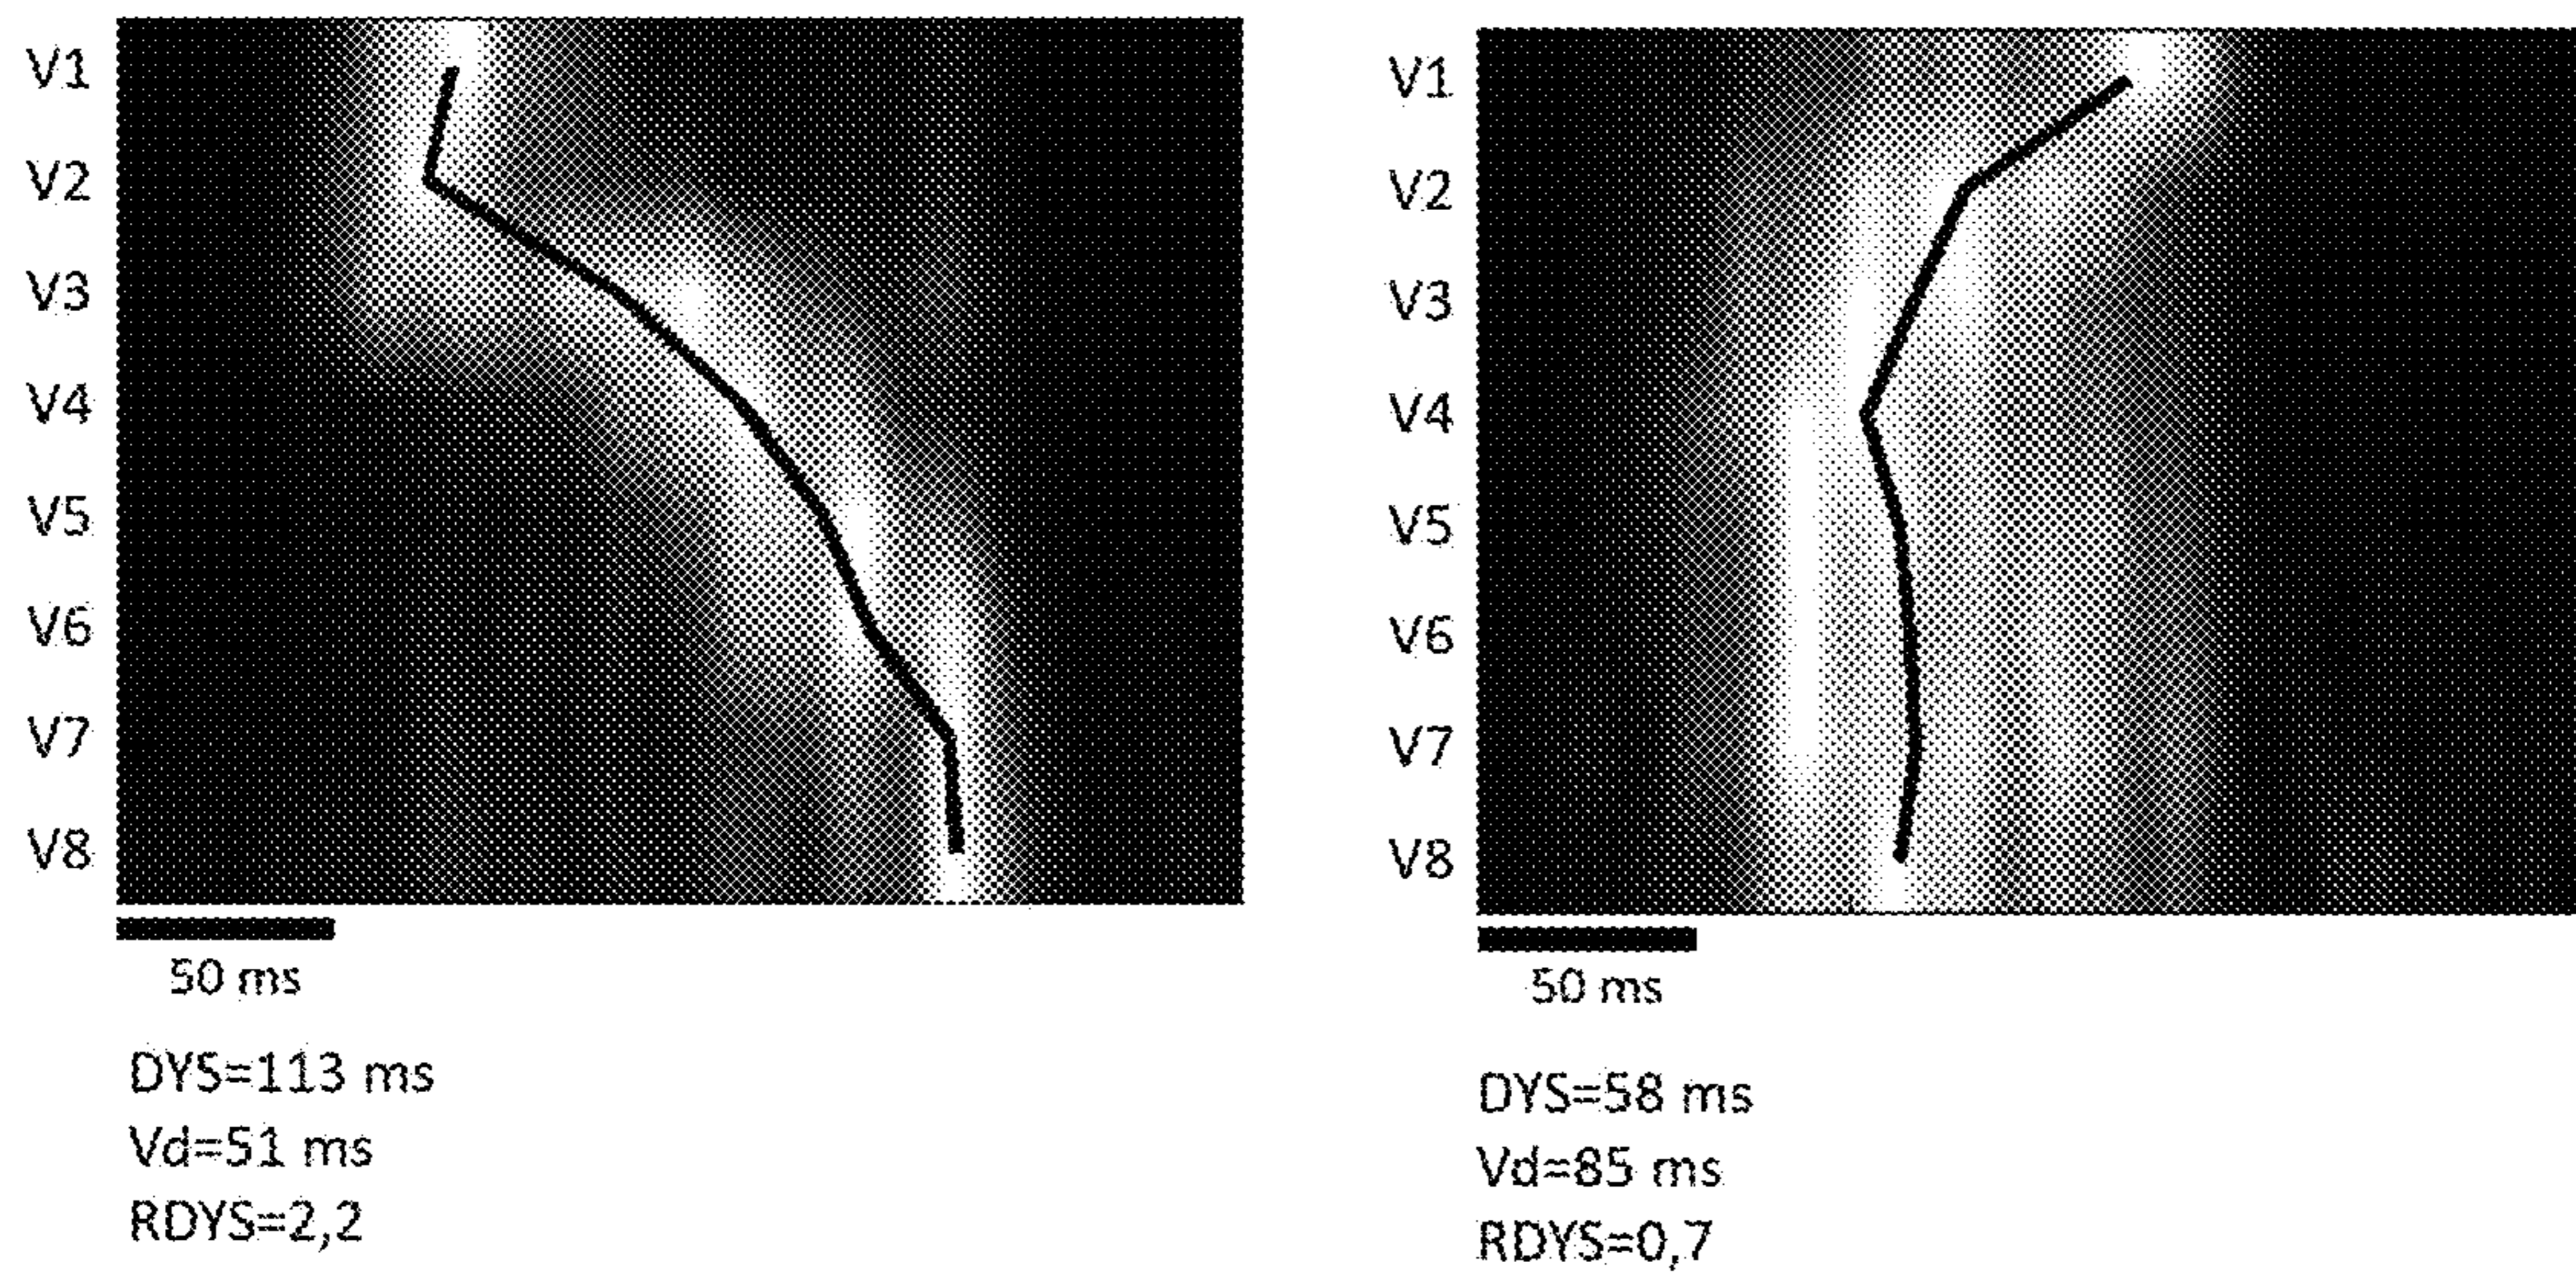 V1
V2
V3
V4
V5
V6
V7
V8
50 ms
DYS=113 ms
Vd=51 ms
RDYS=2,2
V1
V2
V3
V4
V5
V6
V7
V8
50 ms
DYS=58 ms
Vd=85 ms
RDYS=0,7